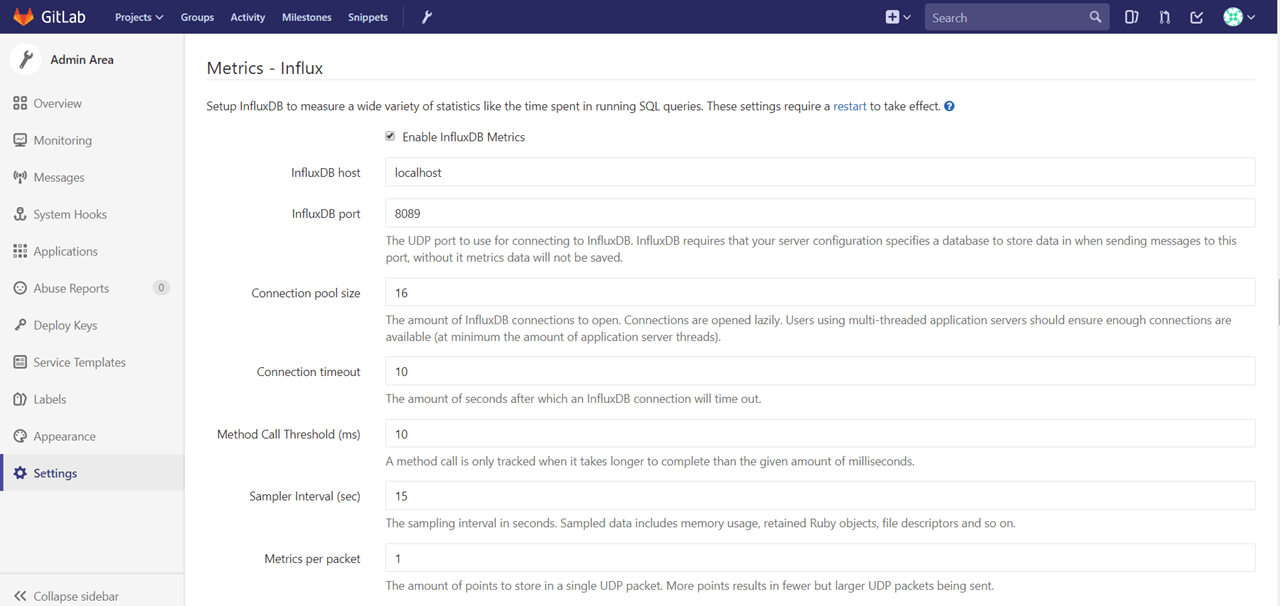 GitLab Projects Groups Activity Milestones Snippets Search
Admin Area
Overview
Monitoring
Messages
System Hooks
Applications
Abuse Reports 0
Deploy Keys
Service Templates
Labels
Appearance
Settings
Collapse sidebar
Metrics - Influx
Setup InfluxDB to measure a wide variety of statistics like the time spent in running SQL queries. These settings require a restart to take effect.
Enable InfluxDB Metrics
InfluxDB host localhost
InfluxDB port 8089
The UDP port to use for connecting to InfluxDB. InfluxDB requires that your server configuration specifies a database to store data in when sending messages to this
port, without it metrics data will not be saved.
Connection pool size 16
The amount of InfluxDB connections to open. Connections are opened lazily. Users using multi-threaded application servers should ensure enough connections are
available (at minimum the amount of application server threads).
Connection timeout 10
The amount of seconds after which an InfluxDB connection will time out.
Method Call Threshold (ms) 10
A method call is only tracked when it takes longer to complete than the given amount of milliseconds.
Sampler Interval (sec) 15
The sampling interval in seconds. Sampled data includes memory usage, retained Ruby objects, file descriptors and so on.
Metrics per packet 1
The amount of points to store in a single UDP packet. More points results in fewer but larger UDP packets being sent.